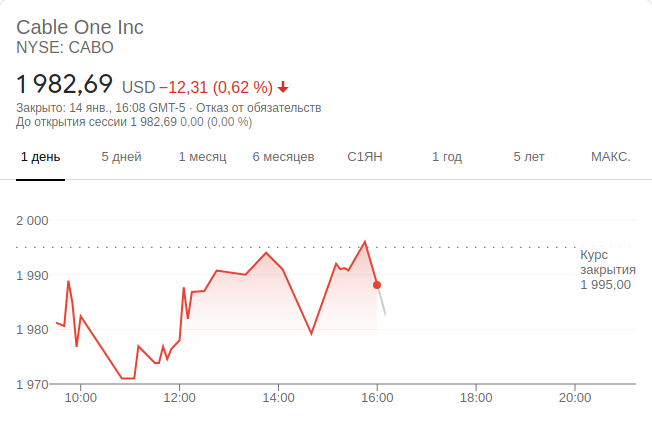 Cable One Inc
NYSE: CABO
1 982,69 USD −12,31 (0,62 %)
Закрыто: 14 янв., 16:08 GMT-5 · Отказ от обязательств
До открытия сессии 1 982,69 0,00 (0,00 %)
1 день 5 дней 1 месяц 6 месяцев С1ЯН 1 год 5 лет МАКС.
2 000
Курс
закрытия
1 995,00
1 990
1 980
1 970
10:00 12:00 14:00 16:00 18:00 20:00